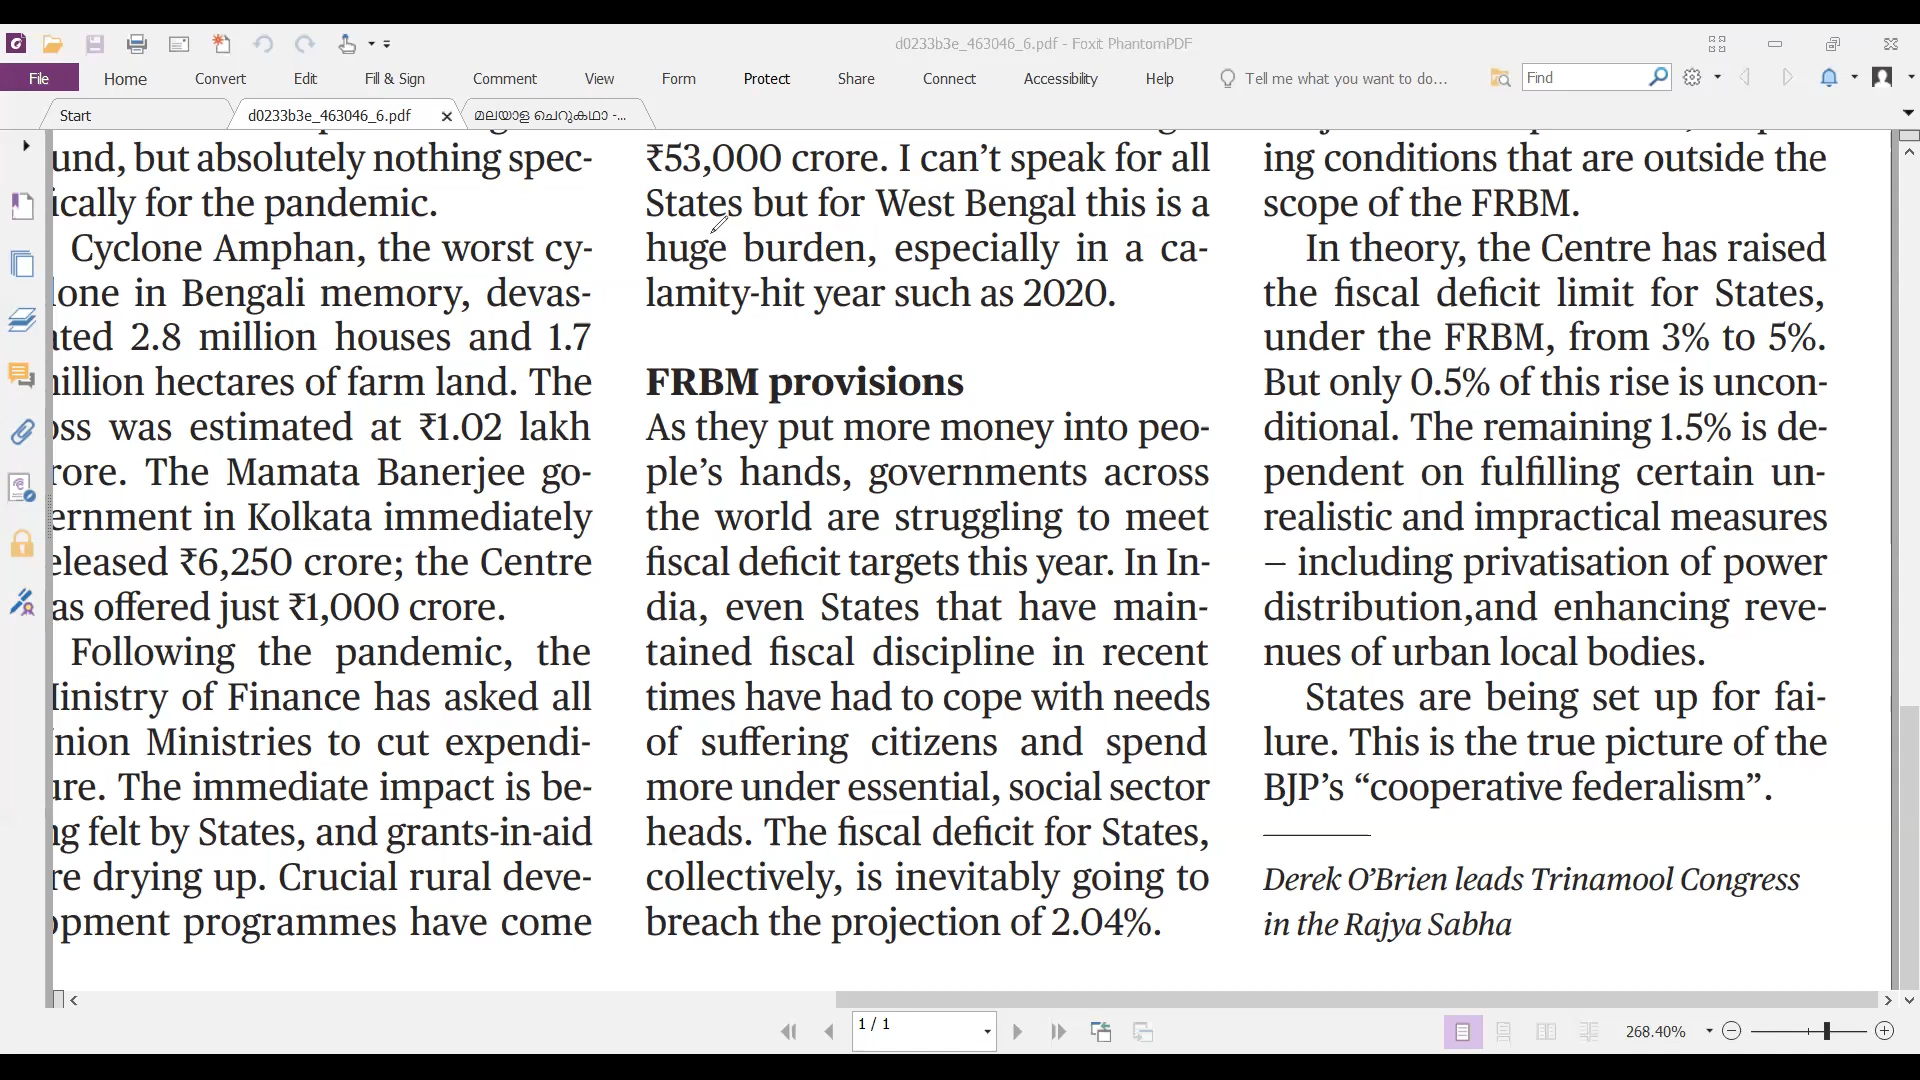 d0233b3e_463046_6.pdf - Foxit PhantomPDF
File Home Convert Edit Fill & Sign Comment View Form Protect Share Connect Accessibility Help Tell me what you want to do... Find
Start d0233b3e_463046_6.pdf മലയാള ചെറുകഥാ -...
und, but absolutely nothing spec-
ically for the pandemic.
Cyclone Amphan, the worst cy-
lone in Bengali memory, devas-
ated 2.8 million houses and 1.7
illion hectares of farm land. The
oss was estimated at ₹1.02 lakh
rore. The Mamata Banerjee go-
ernment in Kolkata immediately
eleased ₹6,250 crore; the Centre
as offered just ₹1,000 crore.
Following the pandemic, the
inistry of Finance has asked all
nion Ministries to cut expendi-
ure. The immediate impact is be-
ng felt by States, and grants-in-aid
re drying up. Crucial rural deve-
opment programmes have come
₹53,000 crore. I can’t speak for all
States but for West Bengal this is a
huge burden, especially in a ca-
lamity-hit year such as 2020.
FRBM provisions
As they put more money into peo-
ple’s hands, governments across
the world are struggling to meet
fiscal deficit targets this year. In In-
dia, even States that have main-
tained fiscal discipline in recent
times have had to cope with needs
of suffering citizens and spend
more under essential, social sector
heads. The fiscal deficit for States,
collectively, is inevitably going to
breach the projection of 2.04%.
ing conditions that are outside the
scope of the FRBM.
In theory, the Centre has raised
the fiscal deficit limit for States,
under the FRBM, from 3% to 5%.
But only 0.5% of this rise is uncon-
ditional. The remaining 1.5% is de-
pendent on fulfilling certain un-
realistic and impractical measures
– including privatisation of power
distribution,and enhancing reve-
nues of urban local bodies.
States are being set up for fai-
lure. This is the true picture of the
BJP’s “cooperative federalism”.
Derek O’Brien leads Trinamool Congress
in the Rajya Sabha
1 / 1
268.40%